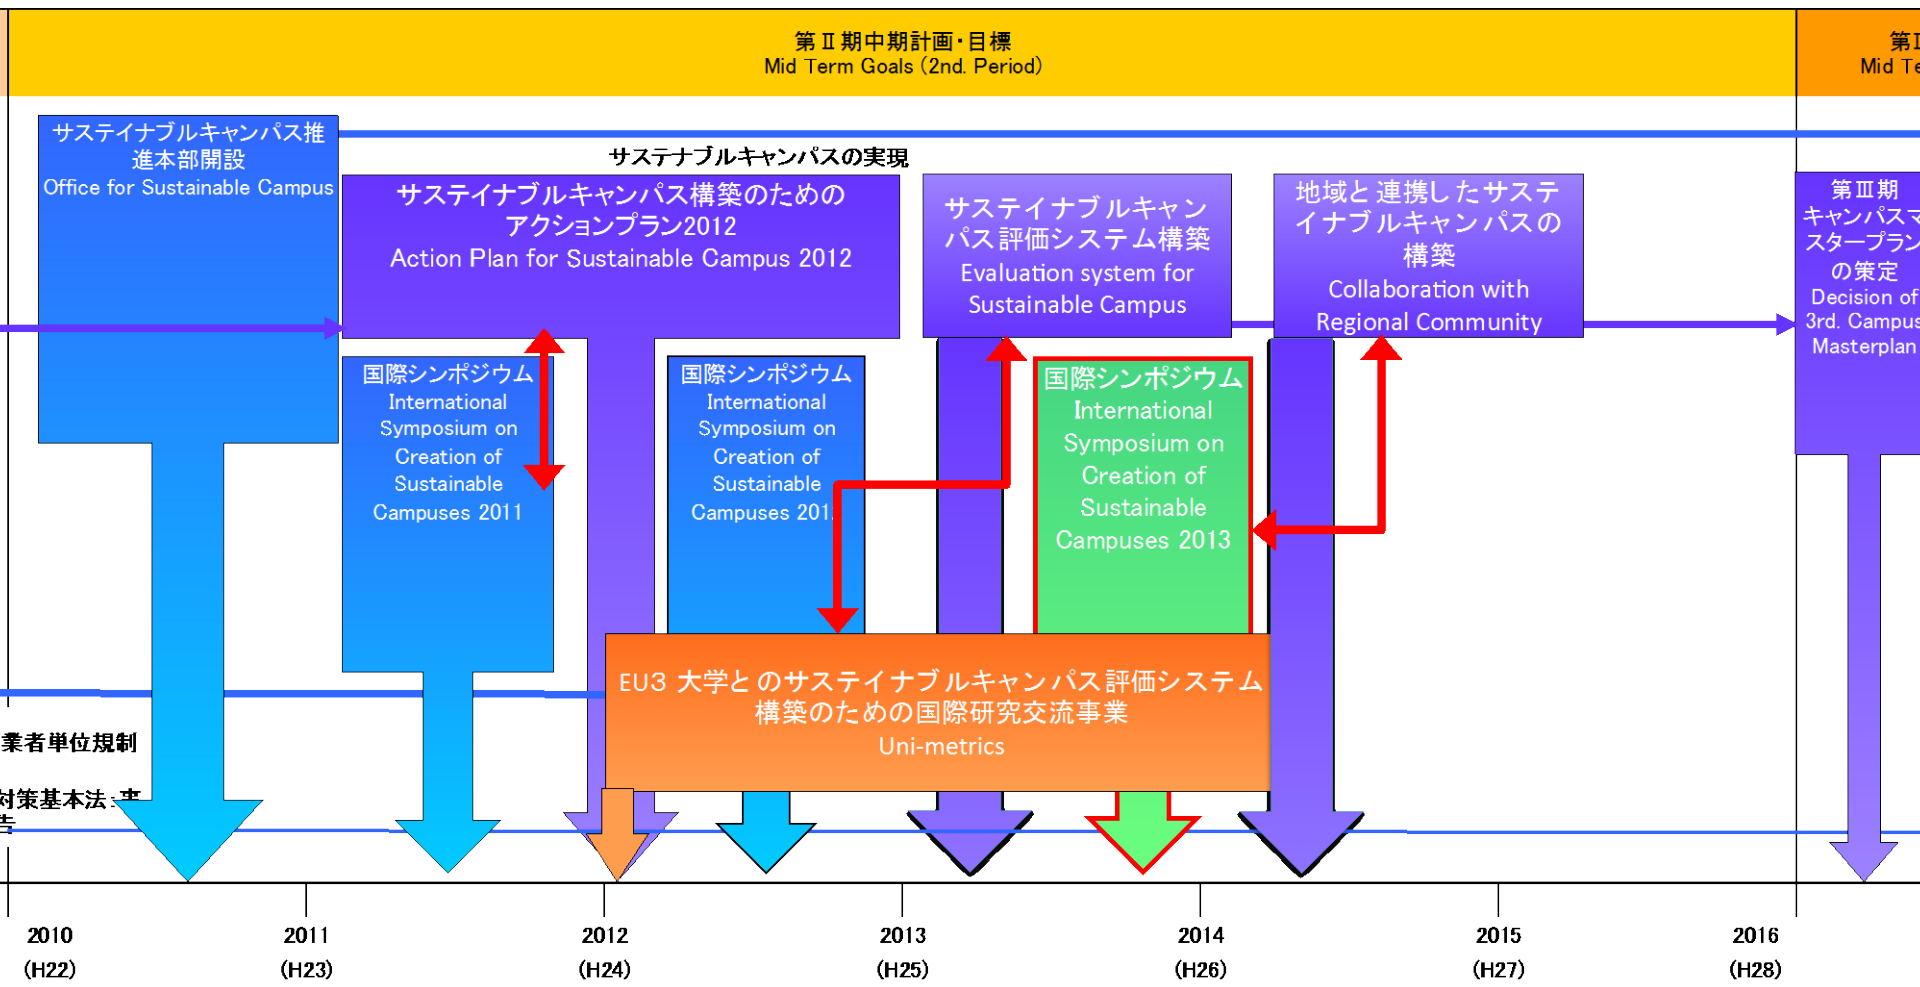 第Ⅱ期中期計画・目標
Mid Term Goals (2nd. Period)
サステイナブルキャンパス推
進本部開設
Office for Sustainable Campus
サステナブルキャンパスの実現
サステイナブルキャンパス構築のための
アクションプラン2012
Action Plan for Sustainable Campus 2012
サステイナブルキャン
パス評価システム構築
Evaluation system for
Sustainable Campus
地域と連携したサステ
イナブルキャンパスの
構築
Collaboration with
Regional Community
第Ⅲ期
キャンパスマ
スタープラン
の策定
Decision of
3rd. Campus
Masterplan
国際シンポジウム
International
Symposium on
Creation of
Sustainable
Campuses 2011
国際シンポジウム
International
Symposium on
Creation of
Sustainable
Campuses 201
国際シンポジウム
International
Symposium on
Creation of
Sustainable
Campuses 2013
EU3 大学とのサステイナブルキャンパス評価システム
構築のための国際研究交流事業
Uni-metrics
業者単位規制
対策基本法:
2010
(H22)
2011
(H23)
2012
(H24)
2013
(H25)
2014
(H26)
2015
(H27)
2016
(H28)